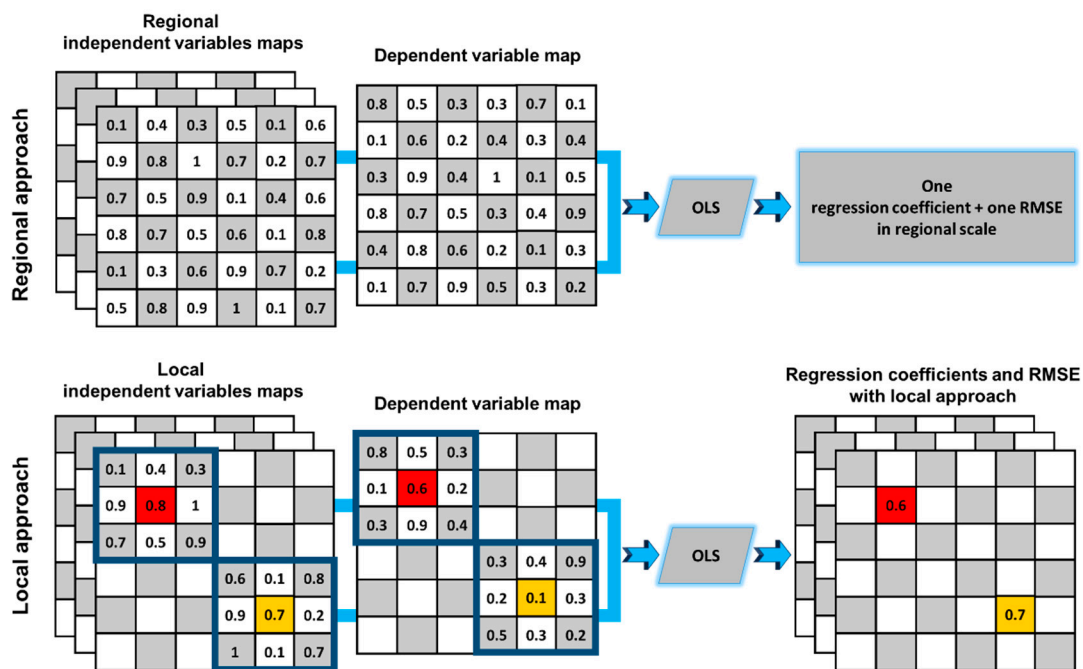 Regional
independent variables maps
Dependent variable map
Regional approach
0.1 0.4 0.3 0.5 0.1 0.6
0.9 0.8 1 0.7 0.2 0.7
0.7 0.5 0.9 0.1 0.4 0.6
0.8 0.7 0.5 0.6 0.1 0.8
0.1 0.3 0.6 0.9 0.7 0.2
0.5 0.8 0.9 1 0.1 0.7
0.8 0.5 0.3 0.3 0.7 0.1
0.1 0.6 0.2 0.4 0.3 0.4
0.3 0.9 0.4 1 0.1 0.5
0.8 0.7 0.5 0.3 0.4 0.9
0.4 0.8 0.6 0.2 0.1 0.3
0.1 0.7 0.9 0.5 0.3 0.2
OLS
One
regression coefficient + one RMSE
in regional scale
Local
independent variables maps
Dependent variable map
Regression coefficients and RMSE
with local approach
Local approach
0.1 0.4 0.3
0.9 0.8 1
0.7 0.5 0.9
0.6 0.1 0.8
0.9 0.7 0.2
1 0.1 0.7
0.8 0.5 0.3
0.1 0.6 0.2
0.3 0.9 0.4
0.3 0.4 0.9
0.2 0.1 0.3
0.5 0.3 0.2
OLS
0.6
0.7